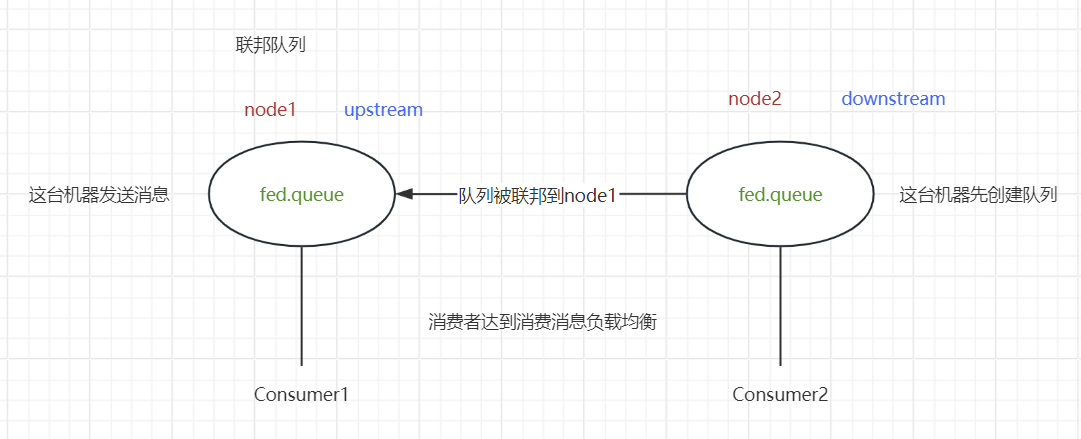 联邦队列
node1
upstream
node2
downstream
这台机器发送消息
fed.queue
队列被联邦到node1
fed.queue
这台机器先创建队列
消费者达到消费消息负载均衡
Consumer1
Consumer2